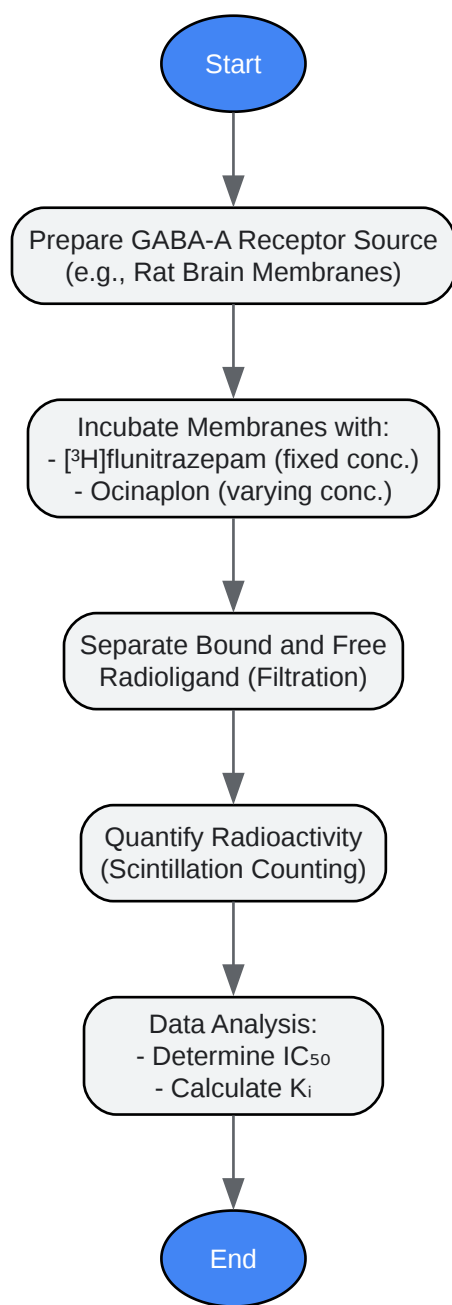 Start
Prepare GABA-A Receptor Source
(e.g., Rat Brain Membranes)
Incubate Membranes with:
- [³H]flunitrazepam (fixed conc.)
- Ocinaplon (varying conc.)
Separate Bound and Free
Radioligand (Filtration)
Quantify Radioactivity
(Scintillation Counting)
Data Analysis:
- Determine IC₅₀
- Calculate Kᵢ
End